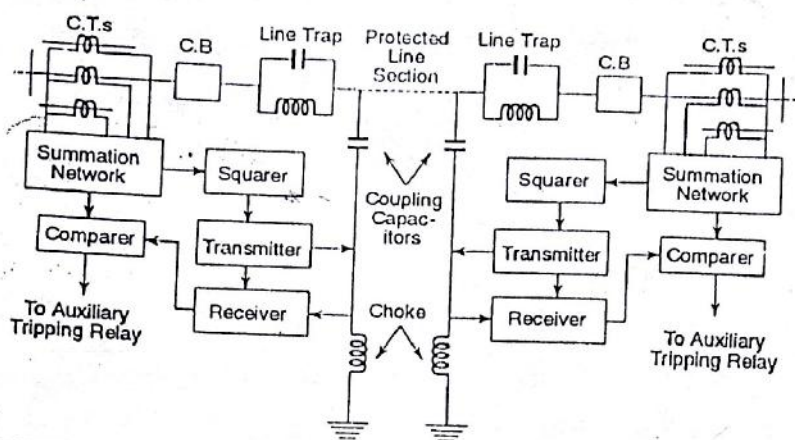 C.T.s
C.B
Line Trap
Protected
Line
Section
Line Trap
C.B
C.T.s
Summation
Network
Squarer
Coupling
Capac-
itors
Squarer
Summation
Network
Comparer
Transmitter
Transmitter
Comparer
Receiver
Choke
Receiver
To Auxiliary
Tripping Relay
To Auxiliary
Tripping Relay